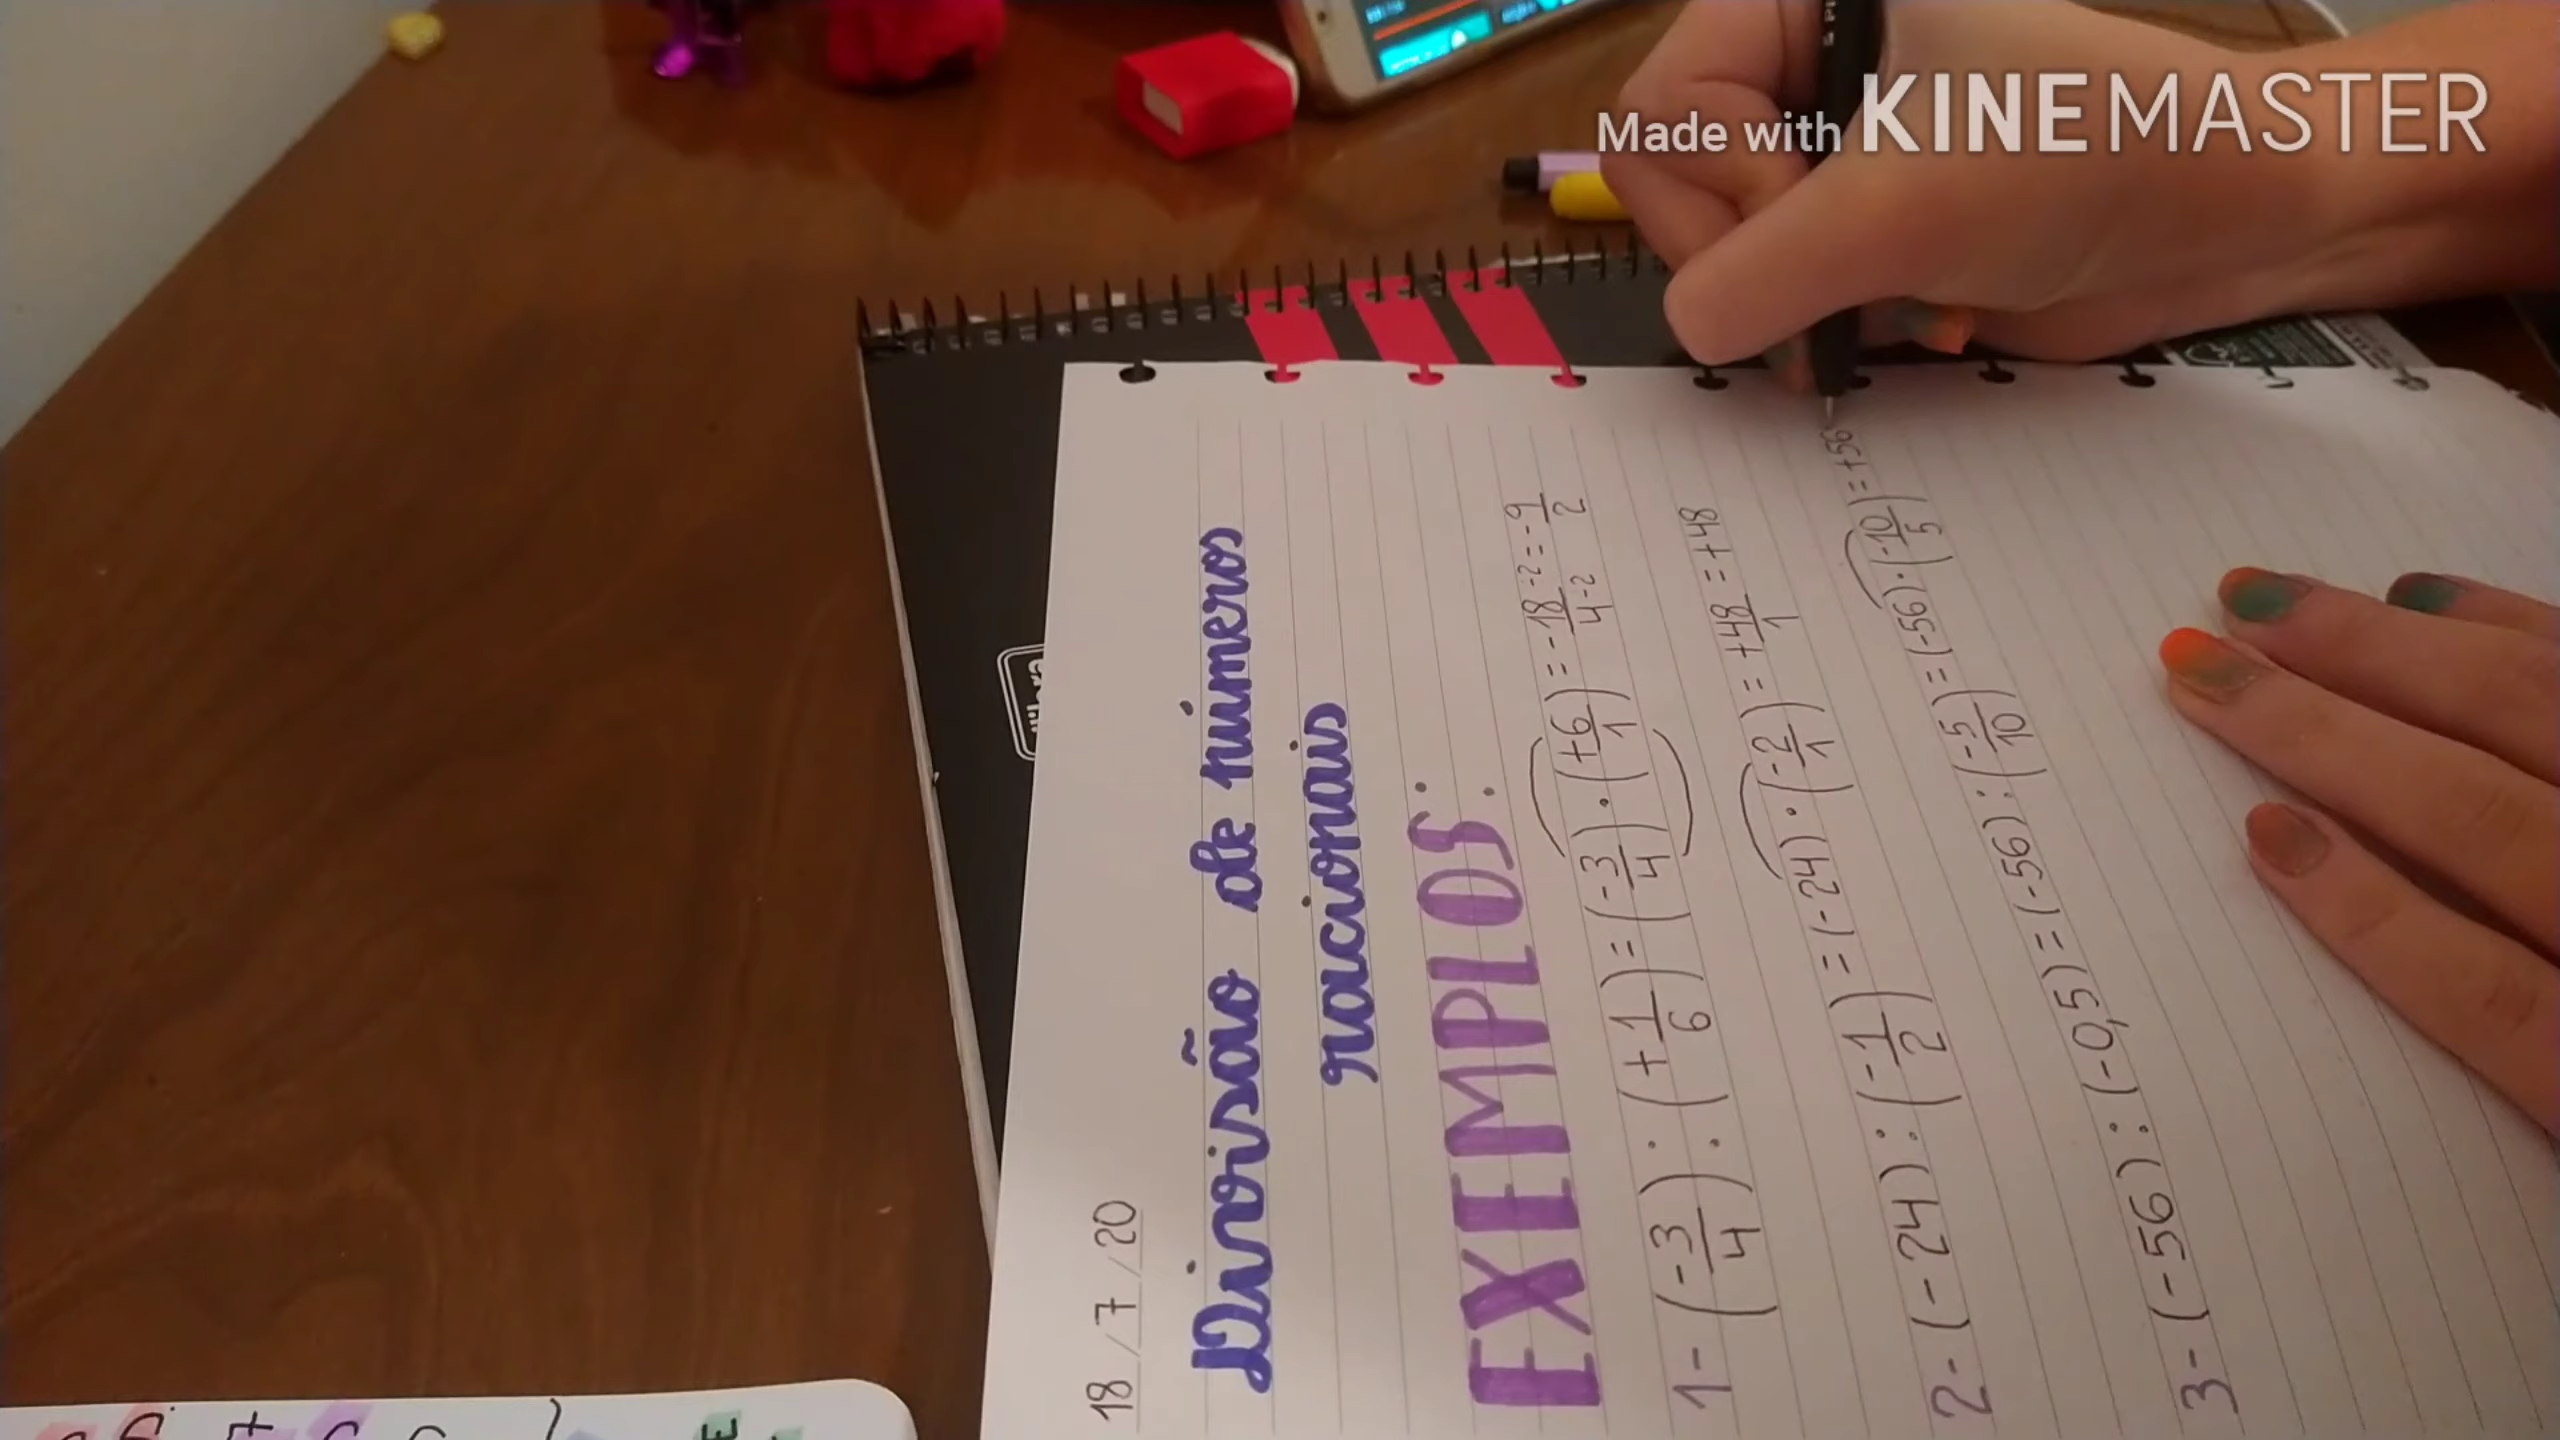 Made with KINEMASTER
18/7/20
Divisão de números
racionais
EXEMPLOS:
1- (-3/4) : (+1/6) = (-3/4) · (+6/1) = -18/4 ÷2/÷2 = -9/2
2- (-24) : (-1/2) = (-24) · (-2/1) = +48/1 = +48
3- (-56) : (-0,5) = (-56) : (-5/10) = (-56) · (-10/5) = +56